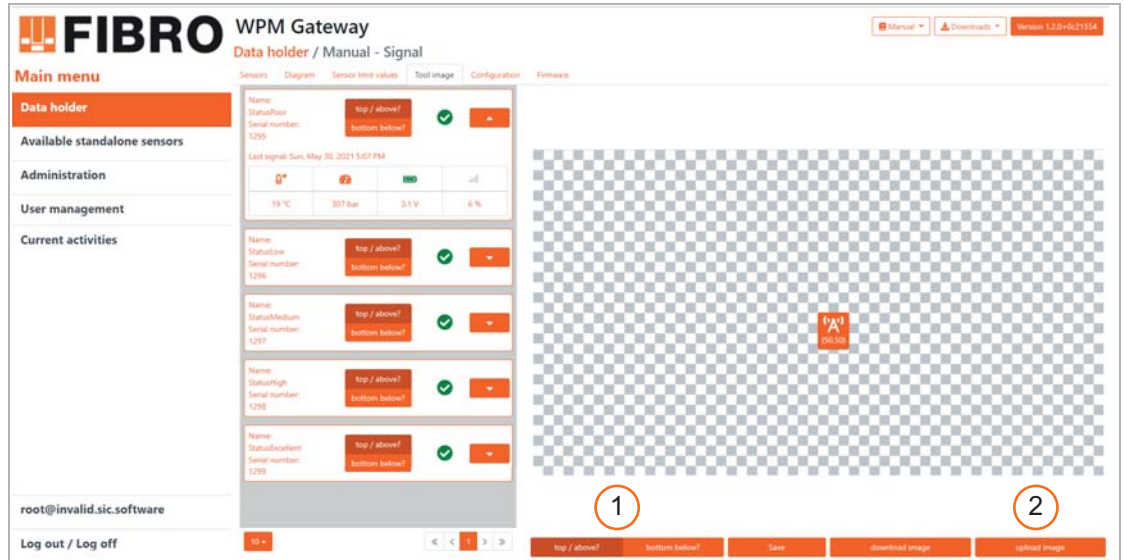 FIBRO
WPM Gateway
Data holder / Manual - Signal
Manual
Downloads
Version 1.2.0+0c21554
Main menu
Sensors Diagram Sensor limit values Tool image Configuration Firmware
Data holder
Available standalone sensors
Administration
User management
Current activities
root@invalid.sic.software
Log out / Log off
Name:
StatusPoor
Serial number:
1295
top / above?
bottom below?
Last signal: Sun, May 30, 2021 5:07 PM
19 °C 307 bar 3.1 V 6 %
Name:
StatusLow
Serial number:
1296
top / above?
bottom below?
Name:
StatusMedium
Serial number:
1297
top / above?
bottom below?
Name:
StatusHigh
Serial number:
1298
top / above?
bottom below?
Name:
StatusExcellent
Serial number:
1299
top / above?
bottom below?
10
« < 1 > »
(50,50)
1
2
top / above? bottom below? Save download image upload image